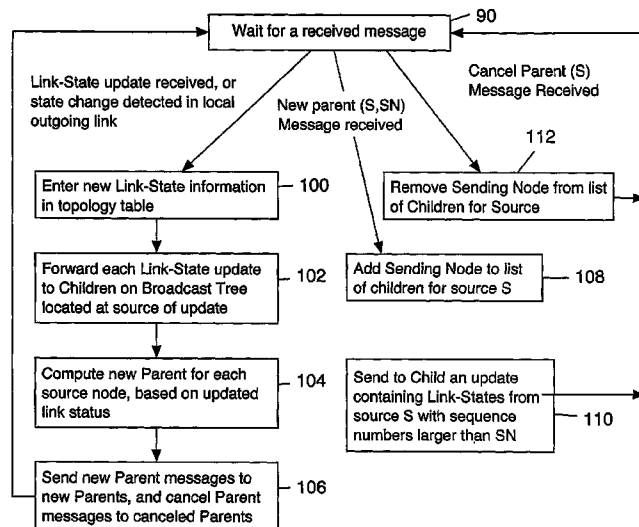 90
Wait for a received message
Link-State update received, or
state change detected in local
outgoing link
New parent (S,SN)
Message received
Cancel Parent (S)
Message Received
112
Enter new Link-State information
in topology table
100
Remove Sending Node from list
of Children for Source
Forward each Link-State update
to Children on Broadcast Tree
located at source of update
102
Add Sending Node to list
of children for source S
108
Compute new Parent for each
source node, based on updated
link status
104
Send to Child an update
containing Link-States from
source S with sequence
numbers larger than SN
110
Send new Parent messages to
new Parents, and cancel Parent
messages to canceled Parents
106